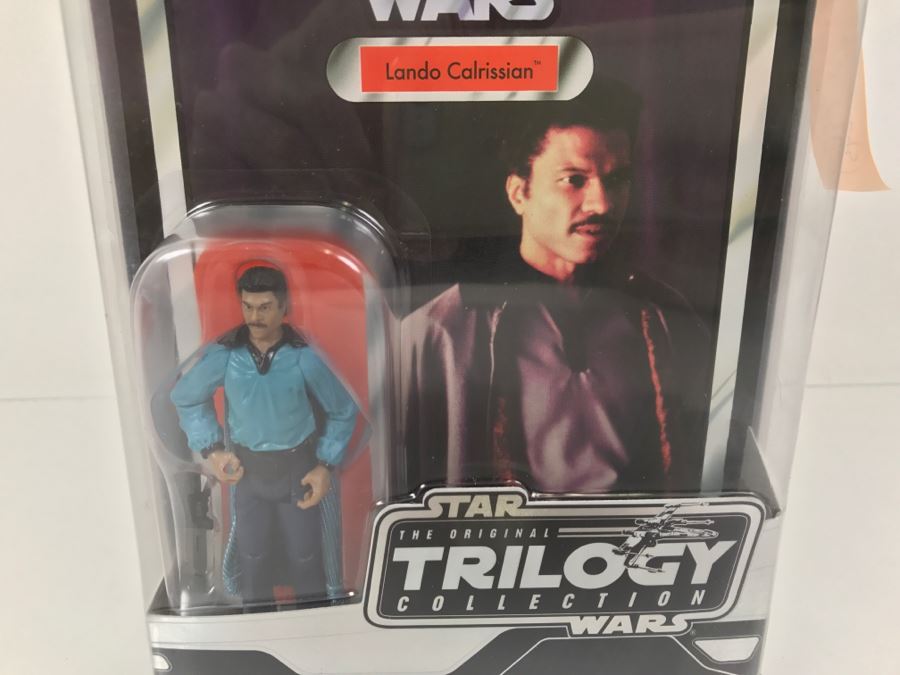 WARS
Lando Calrissian™
STAR
THE ORIGINAL
TRILOGY
COLLECTION
WARS®